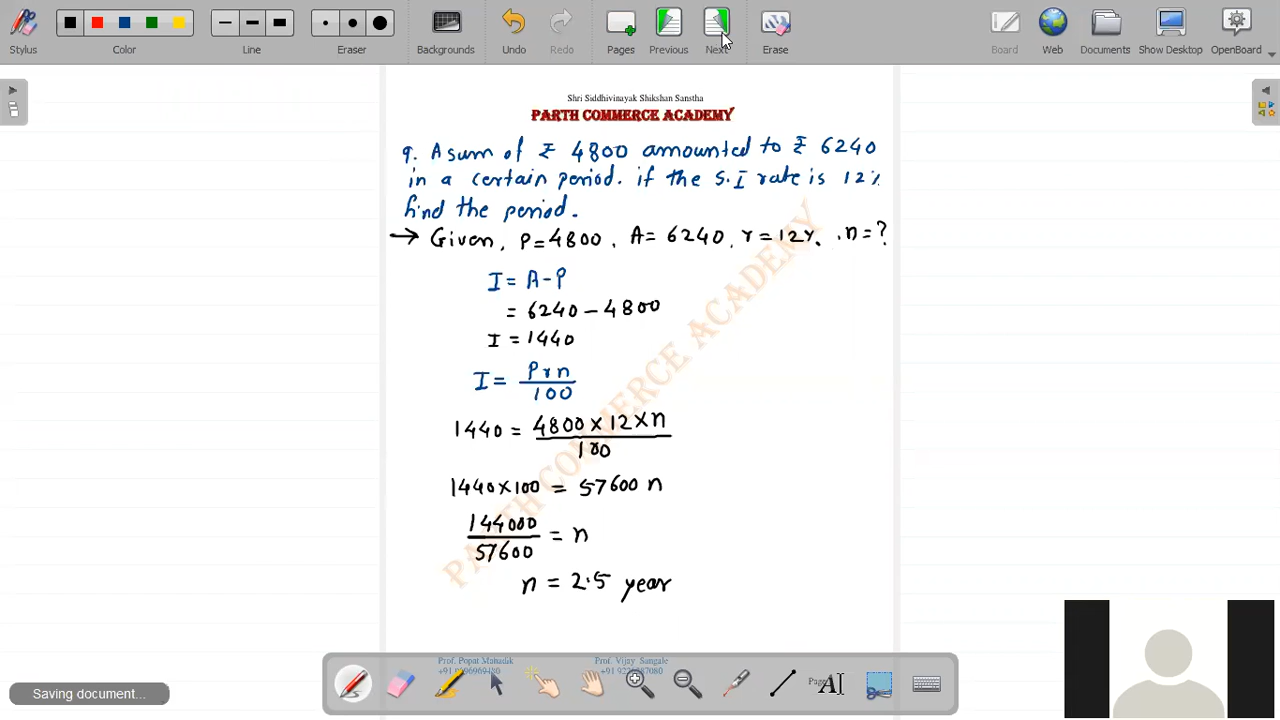 Stylus Color Line Eraser Backgrounds Undo Redo Pages Previous Next Erase Board Web Documents Show Desktop OpenBoard
Shri Siddhivinayak Shikshan Sanstha
PARTH COMMERCE ACADEMY
9. A sum of ₹ 4800 amounted to ₹ 6240
in a certain period. if the S.I rate is 12%
find the period.
→ Given, P=4800, A= 6240, r=12%, n=?
I = A-P
= 6240 - 4800
I = 1440
I = Prn/100
1440 = 4800×12×n/100
1440×100 = 57600 n
144000/57600 = n
n = 2.5 year
PARTH COMMERCE ACADEMY
Prof. Vijay Sangale
Page
Saving document...